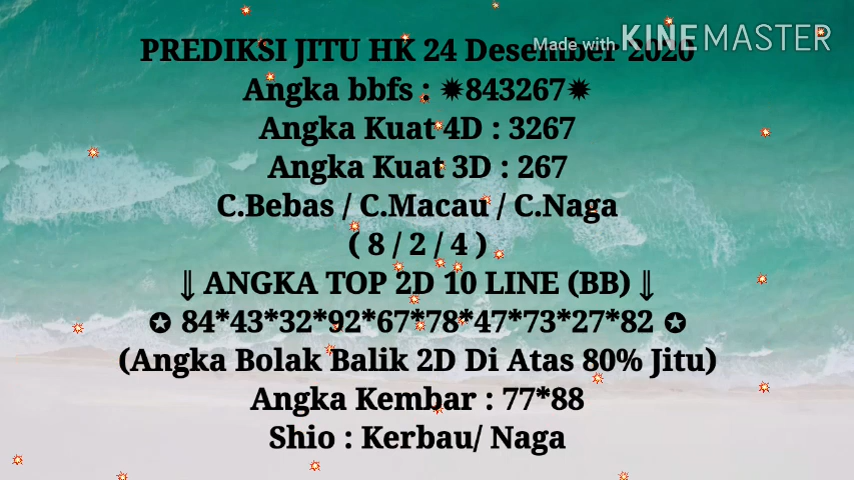 Made with KINEMASTER
PREDIKSI JITU HK 24 Desember 2020
Angka bbfs : ✹843267✹
Angka Kuat 4D : 3267
Angka Kuat 3D : 267
C.Bebas / C.Macau / C.Naga
( 8 / 2 / 4 )
⇓ ANGKA TOP 2D 10 LINE (BB) ⇓
✪ 84*43*32*92*67*78*47*73*27*82 ✪
(Angka Bolak Balik 2D Di Atas 80% Jitu)
Angka Kembar : 77*88
Shio : Kerbau/ Naga